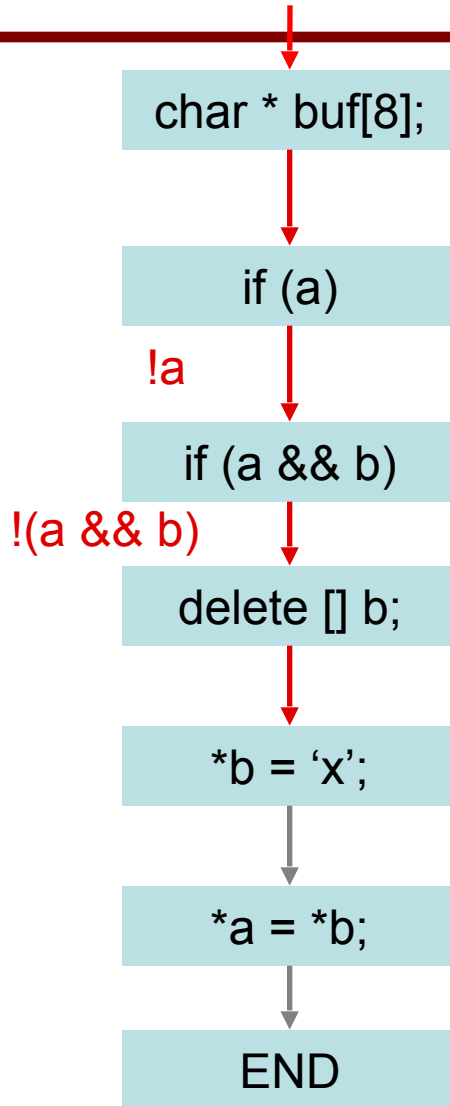 char * buf[8];
if (a)
!a
if (a && b)
!(a && b)
delete [] b;
*b = ‘x’;
*a = *b;
END